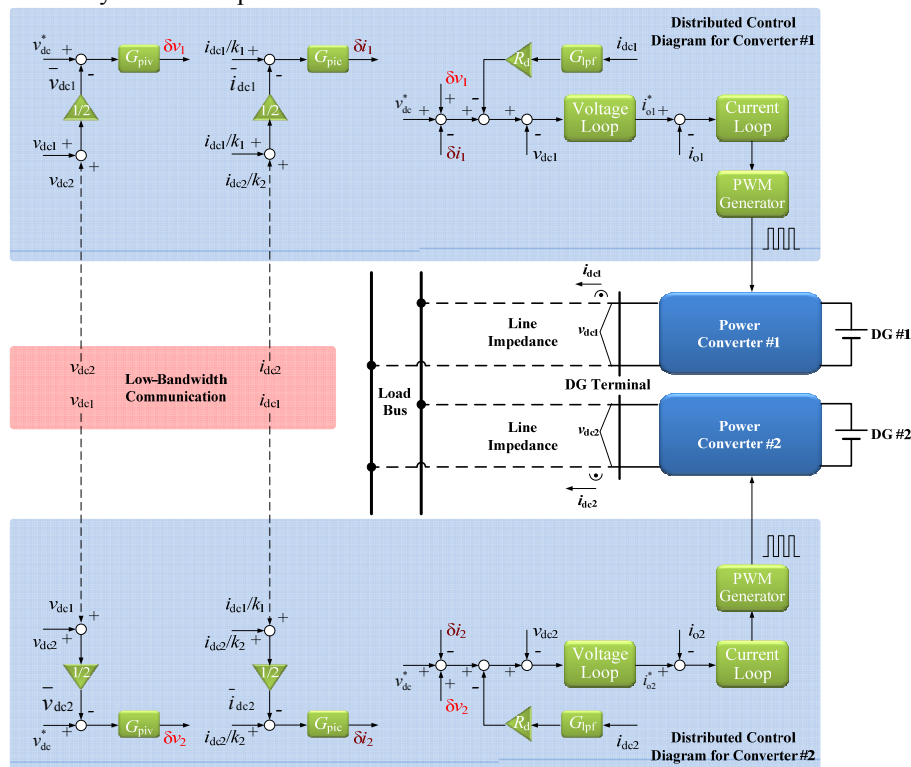 Distributed Control
Diagram for Converter #1
v*dc + Gpiv δv1
-
v̄dc1
1/2
vdc1 +
+
vdc2
idc1/k1 + Gpic δi1
-
īdc1
1/2
idc1/k1 +
+
idc2/k2
Rd Glpf idc1
δv1
v*dc + + - + + Voltage Loop i*o1 + Current Loop
- -
δi1 vdc1 io1
PWM
Generator
idc1
Line
Impedance
vdc1
Power
Converter #1
DG #1
DG Terminal
Load
Bus
Line
Impedance
vdc2
Power
Converter #2
DG #2
idc2
vdc2 idc2
Low-Bandwidth
Communication
vdc1 idc1
PWM
Generator
vdc1
+
vdc2 +
1/2
v̄dc2
-
v*dc + Gpiv δv2
idc1/k1
+
idc2/k2 +
1/2
īdc2
-
idc2/k2 + Gpic δi2
δi2 vdc2 io2
- - -
v*dc + + + Voltage Loop i*o2 + Current Loop
+ -
δv2
Rd Glpf idc2
Distributed Control
Diagram for Converter #2